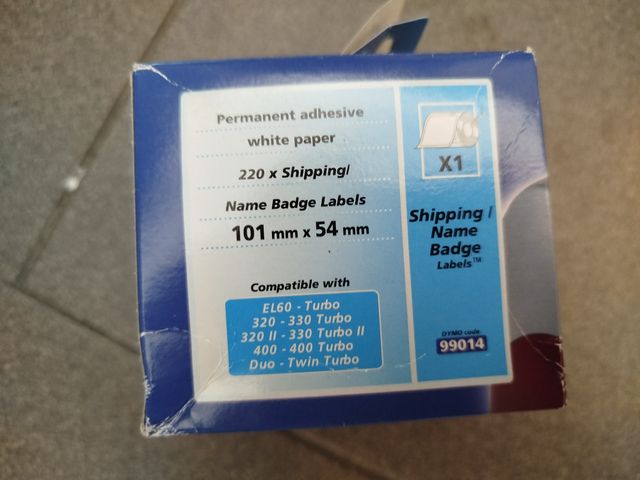 Permanent adhesive
white paper
220 x Shipping/
Name Badge Labels
101 mm x 54 mm
Compatible with
EL60 - Turbo
320 - 330 Turbo
320 II - 330 Turbo II
400 - 400 Turbo
Duo - Twin Turbo
X1
Shipping /
Name
Badge
Labels™
DYMO code.
99014